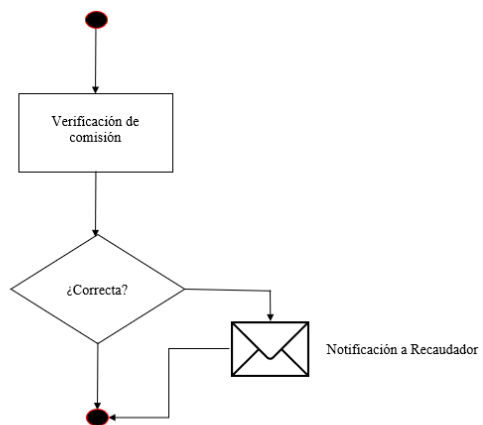 Verificación de
comisión
¿Correcta?
Notificación a Recaudador